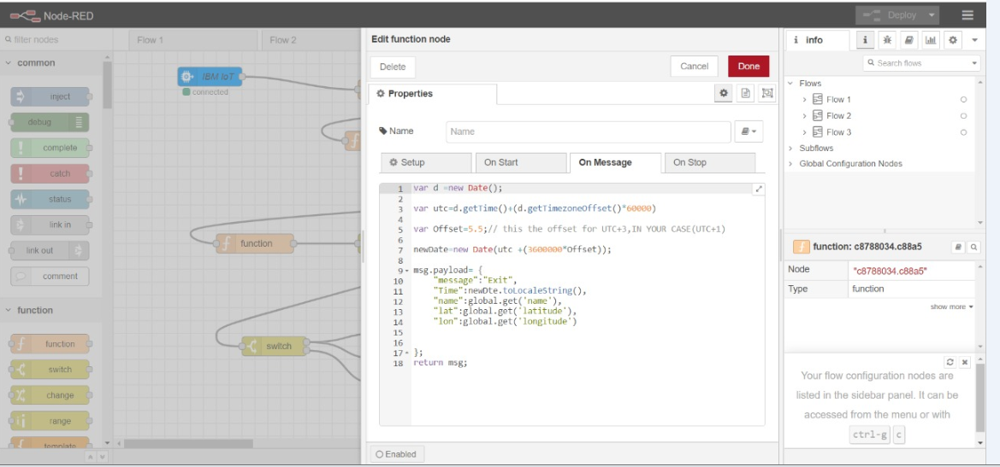 Node-RED
Deploy
filter nodes
Flow 1
Flow 2
common
inject
debug
complete
catch
status
link in
link out
comment
function
function
switch
change
range
template
IBM IoT
connected
function
switch
Edit function node
Delete
Cancel
Done
Properties
Name
Name
Setup
On Start
On Message
On Stop
1 var d =new Date();
2
3 var utc=d.getTime()+(d.getTimezoneOffset()*60000)
4
5 var Offset=5.5;// this the offset for UTC+3,IN YOUR CASE(UTC+1)
6
7 newDate=new Date(utc +(3600000*Offset));
8
9 msg.payload= {
10 "message":"Exit",
11 "Time":newDte.toLocaleString(),
12 "name":global.get('name'),
13 "lat":global.get('latitude'),
14 "lon":global.get('longitude')
15
16
17 };
18 return msg;
Enabled
i info
i
Search flows
Flows
Flow 1
Flow 2
Flow 3
Subflows
Global Configuration Nodes
function: c8788034.c88a5
Node "c8788034.c88a5"
Type function
show more
Your flow configuration nodes are
listed in the sidebar panel. It can be
accessed from the menu or with
ctrl-g c